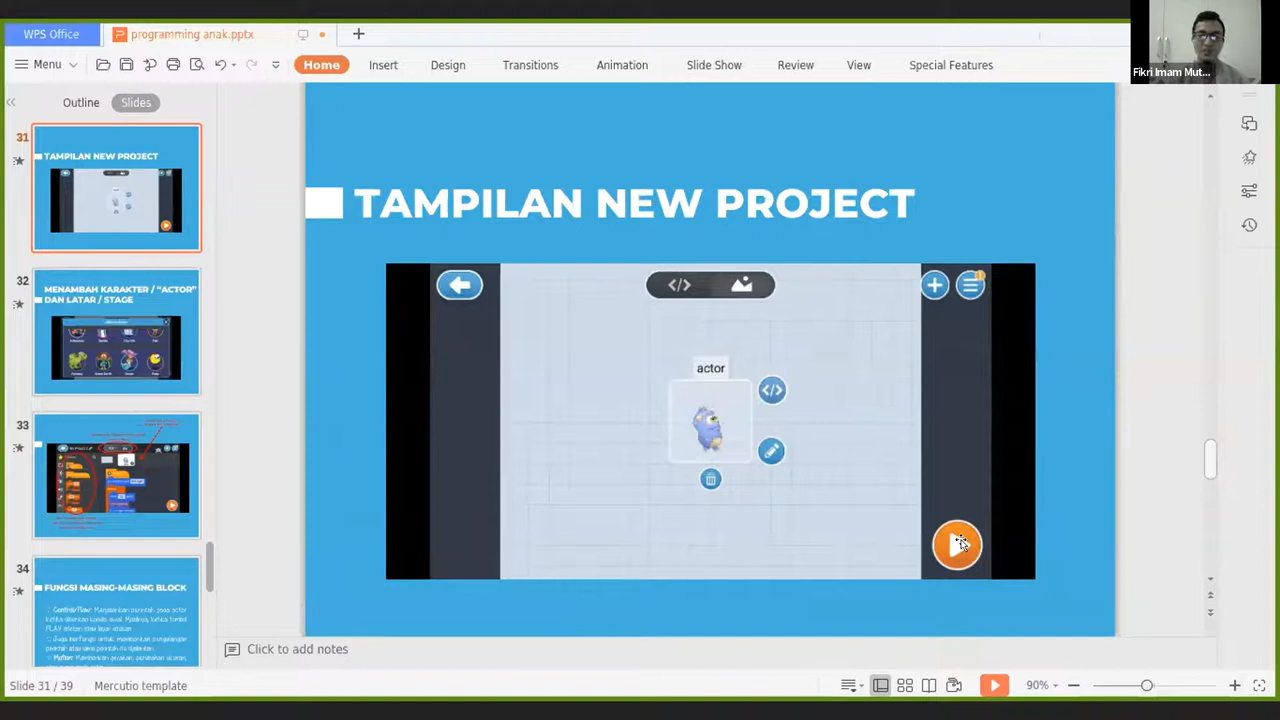 WPS Office
programming anak.pptx
Fikri Imam Mut...
Menu
Home
Insert
Design
Transitions
Animation
Slide Show
Review
View
Special Features
Outline
Slides
31
TAMPILAN NEW PROJECT
32
MENAMBAH KARAKTER / "ACTOR"
DAN LATAR / STAGE
33
34
FUNGSI MASING-MASING BLOCK
TAMPILAN NEW PROJECT
</>
actor
</>
Click to add notes
Slide 31 / 39
Mercutio template
90%